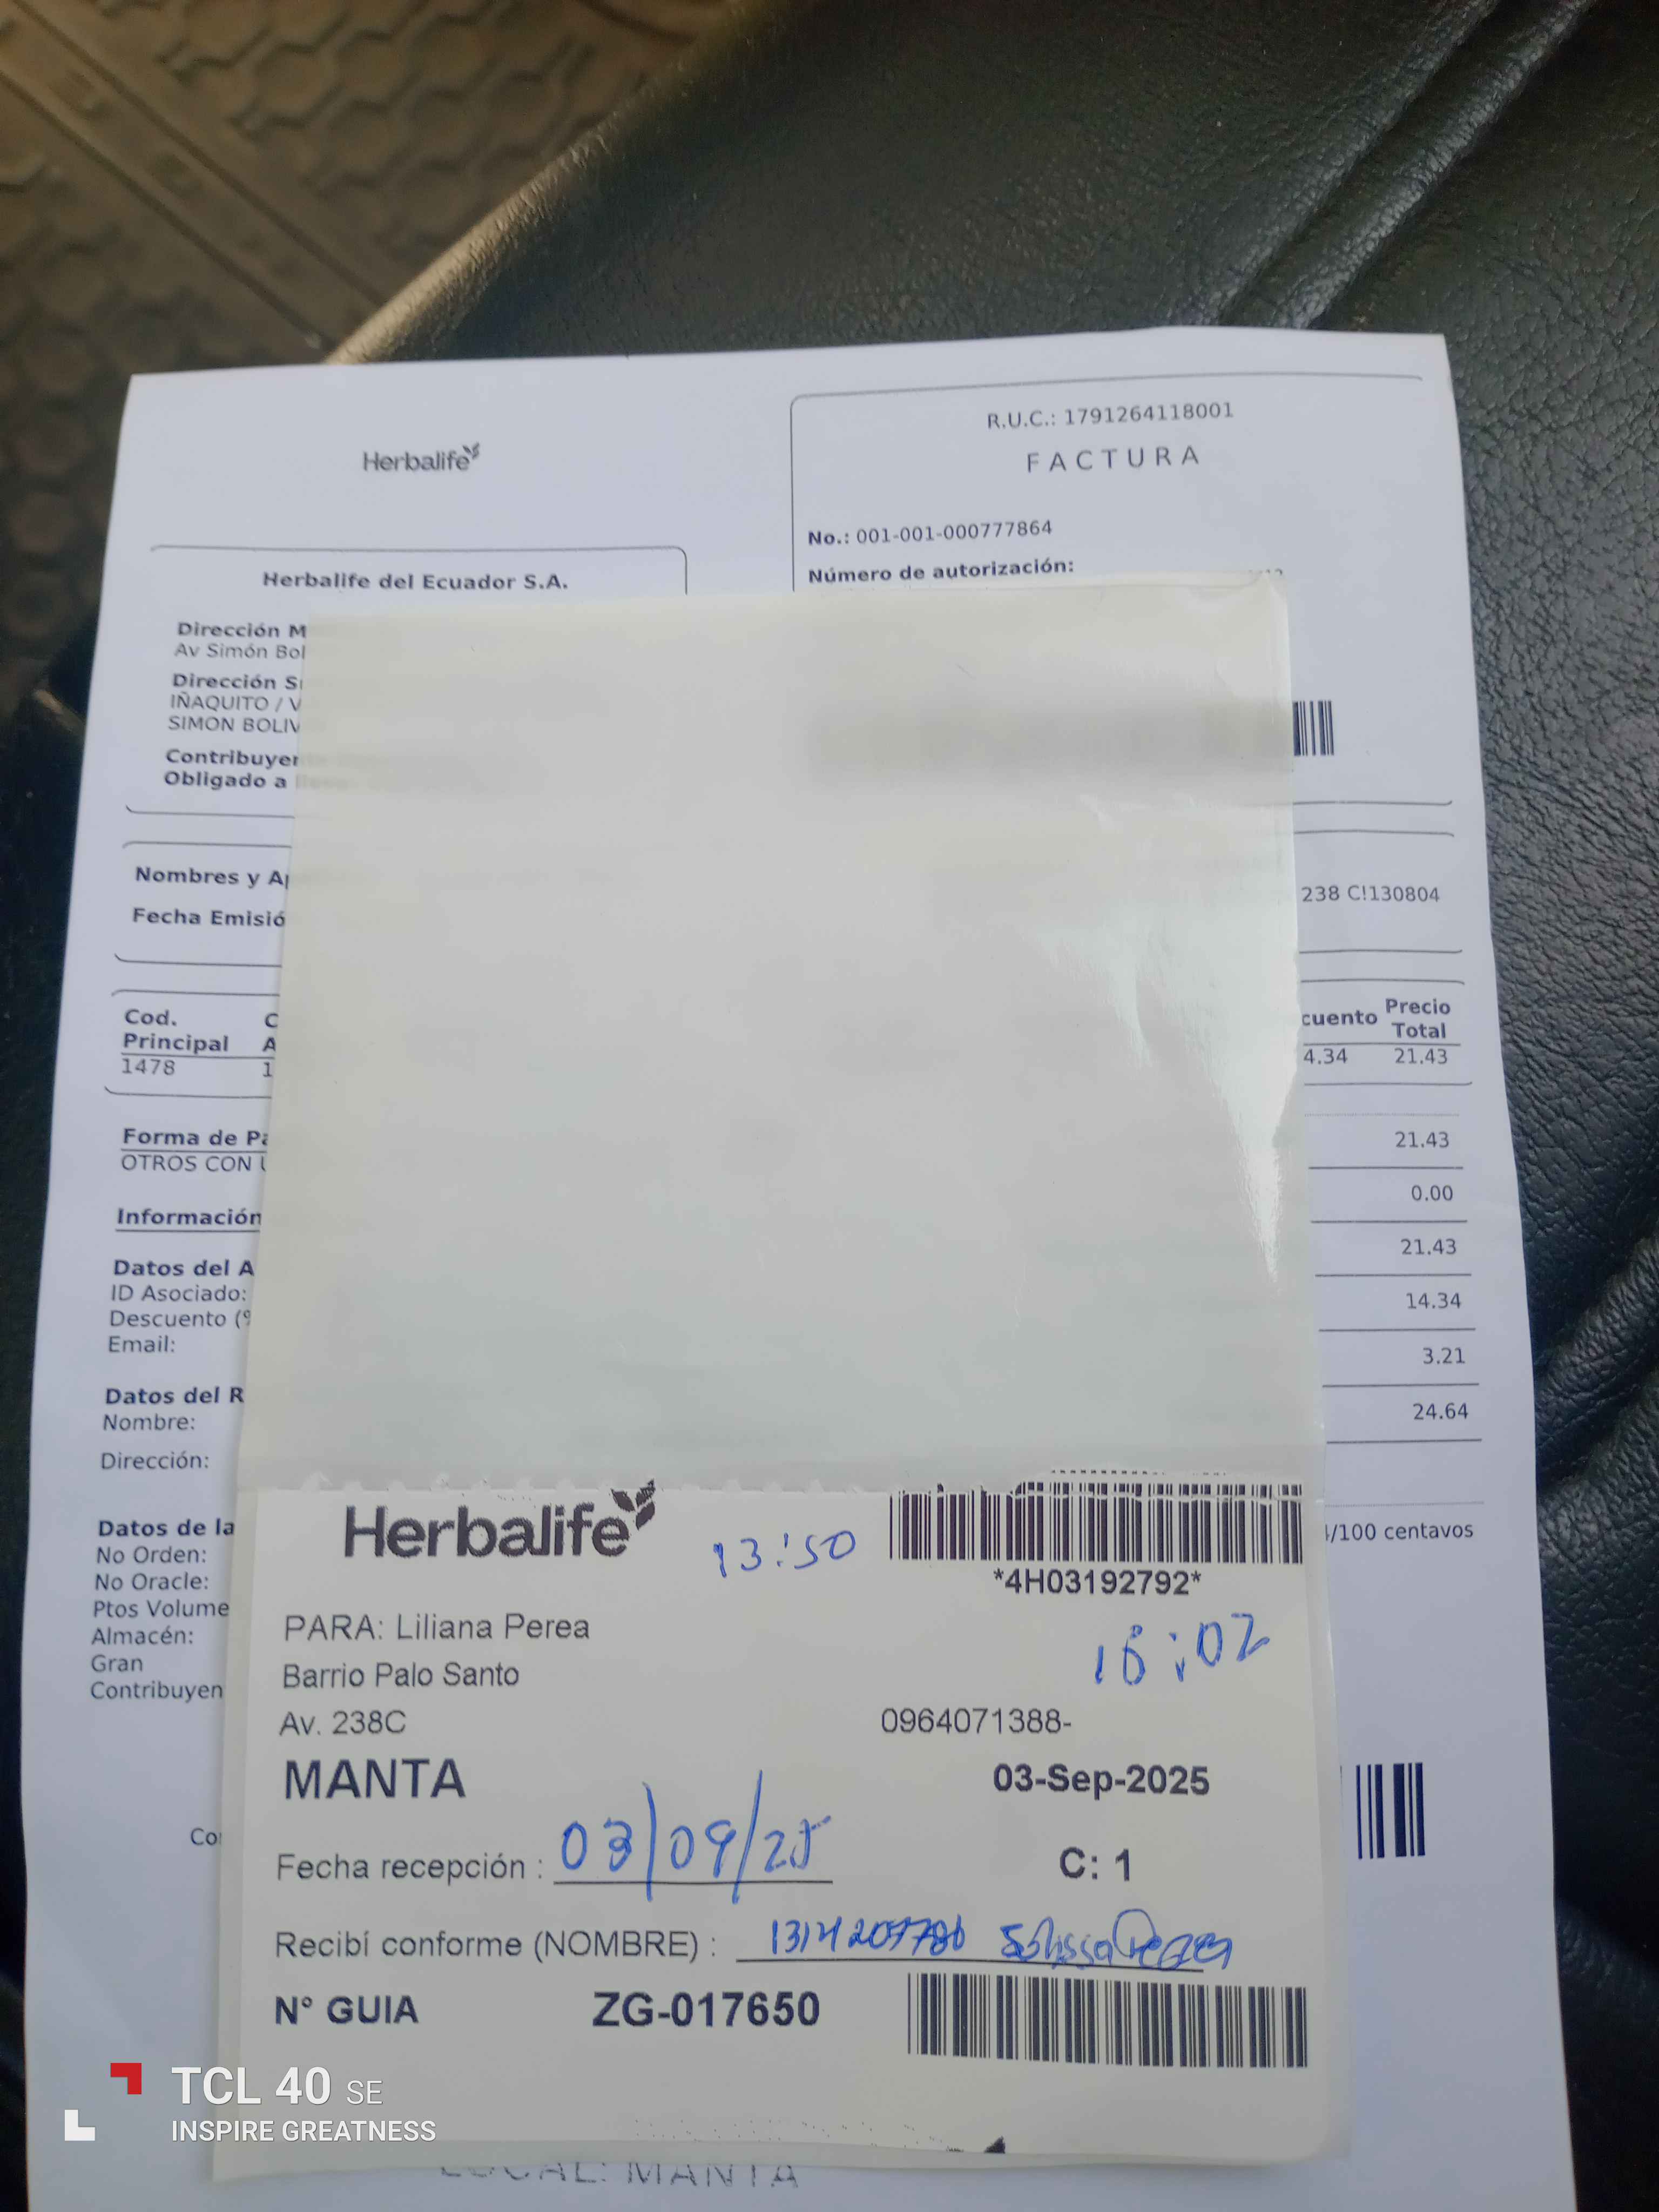 Herbalife
R.U.C.: 1791264118001
FACTURA
No.: 001-001-000777864
Número de autorización:
Herbalife del Ecuador S.A.
Dirección M
Av Simón Bol
Dirección S
IÑAQUITO / V
SIMON BOLIV
Contribuyen
Obligado a
Nombres y A
238 C!130804
Fecha Emisió
Cod. Principal
C
A
cuento
Precio Total
1478
1
4.34
21.43
Forma de Pa
OTROS CON U
21.43
0.00
Información
21.43
Datos del A
ID Asociado:
14.34
Descuento (%
Email:
3.21
Datos del R
Nombre:
24.64
Dirección:
Datos de la
/100 centavos
No Orden:
No Oracle:
Ptos Volume
Almacén:
Gran
Contribuyen
Co
Herbalife
13:50
*4H03192792*
PARA: Liliana Perea
Barrio Palo Santo
Av. 238C
0964071388-
MANTA
03-Sep-2025
Fecha recepción : 03/09/25
C: 1
Recibí conforme (NOMBRE) :
N° GUIA ZG-017650
TCL 40 SE
INSPIRE GREATNESS
LOCAL: MANTA